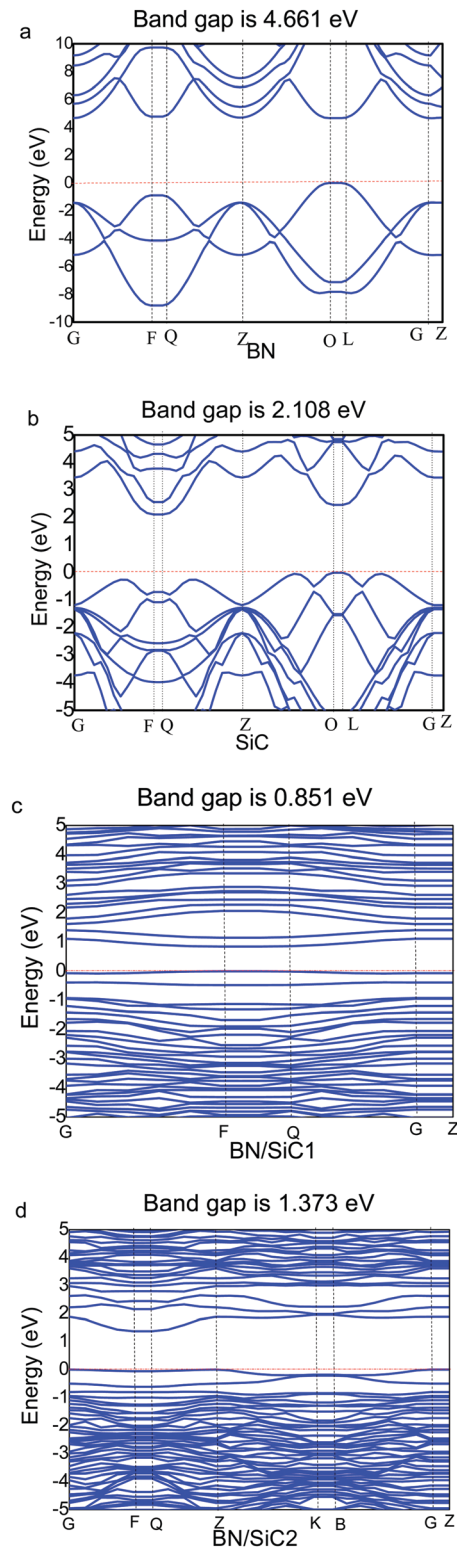 Band gap is 4.661 eV
a
10
8
6
4
2
0
-2
-4
-6
-8
-10
Energy (eV)
G F Q Z O L G Z
BN
Band gap is 2.108 eV
b
5
4
3
2
1
0
-1
-2
-3
-4
-5
Energy (eV)
G F Q Z O L G Z
SiC
Band gap is 0.851 eV
c
5
4
3
2
1
0
-1
-2
-3
-4
-5
Energy (eV)
G F Q G Z
BN/SiC1
Band gap is 1.373 eV
d
5
4
3
2
1
0
-1
-2
-3
-4
-5
Energy (eV)
G F Q Z K B G Z
BN/SiC2